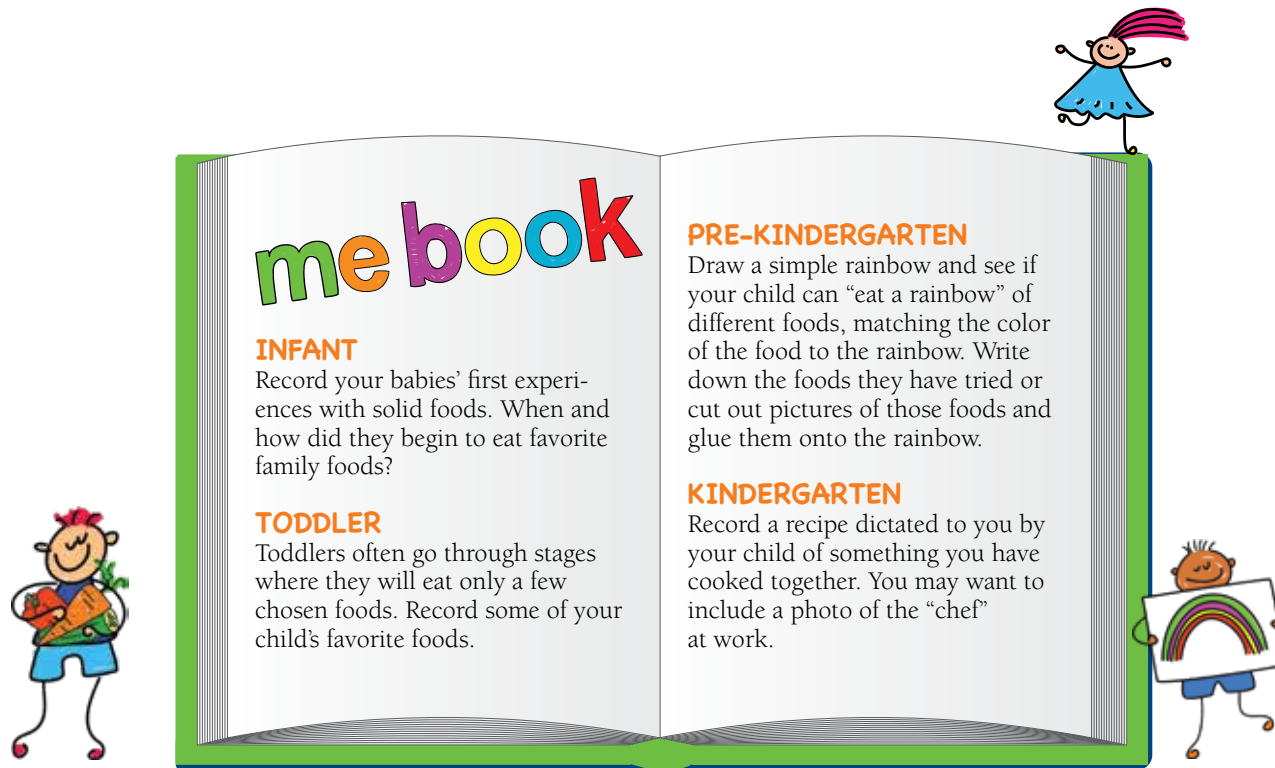 me book
INFANT
Record your babies’ first experi-
ences with solid foods. When and
how did they begin to eat favorite
family foods?
TODDLER
Toddlers often go through stages
where they will eat only a few
chosen foods. Record some of your
child’s favorite foods.
PRE-KINDERGARTEN
Draw a simple rainbow and see if
your child can “eat a rainbow” of
different foods, matching the color
of the food to the rainbow. Write
down the foods they have tried or
cut out pictures of those foods and
glue them onto the rainbow.
KINDERGARTEN
Record a recipe dictated to you by
your child of something you have
cooked together. You may want to
include a photo of the “chef”
at work.